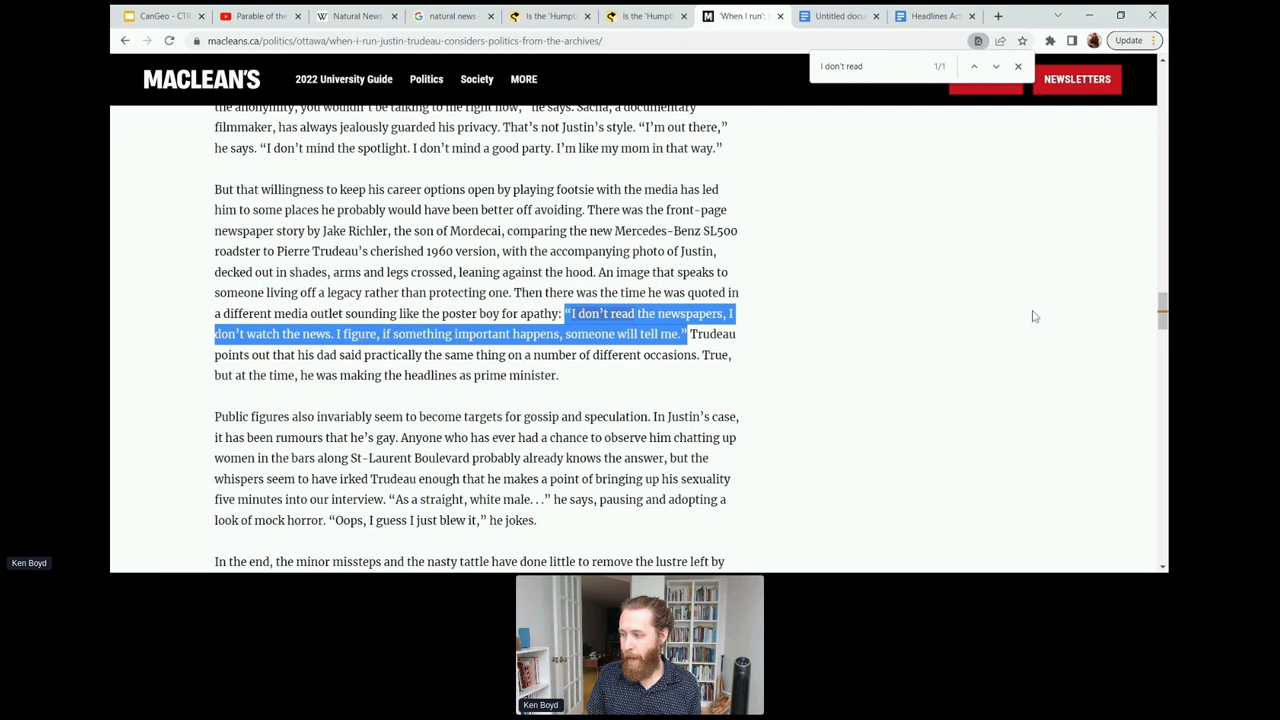 CanGeo - CTR
Parable of the
Natural News
natural news
Is the 'Humpb
Is the 'Humpb
'When I run':
Untitled docu
Headlines Act
macleans.ca/politics/ottawa/when-i-run-justin-trudeau-considers-politics-from-the-archives/
Update
I don't read
1/1
MACLEAN'S
2022 University Guide
Politics
Society
MORE
NEWSLETTERS
the anonymity, you wouldn't be talking to me right now," he says. Sacha, a documentary
filmmaker, has always jealously guarded his privacy. That's not Justin's style. “I’m out there,”
he says. “I don’t mind the spotlight. I don’t mind a good party. I’m like my mom in that way.”
But that willingness to keep his career options open by playing footsie with the media has led
him to some places he probably would have been better off avoiding. There was the front-page
newspaper story by Jake Richler, the son of Mordecai, comparing the new Mercedes-Benz SL500
roadster to Pierre Trudeau’s cherished 1960 version, with the accompanying photo of Justin,
decked out in shades, arms and legs crossed, leaning against the hood. An image that speaks to
someone living off a legacy rather than protecting one. Then there was the time he was quoted in
a different media outlet sounding like the poster boy for apathy: “I don’t read the newspapers, I
don’t watch the news. I figure, if something important happens, someone will tell me.” Trudeau
points out that his dad said practically the same thing on a number of different occasions. True,
but at the time, he was making the headlines as prime minister.
Public figures also invariably seem to become targets for gossip and speculation. In Justin’s case,
it has been rumours that he’s gay. Anyone who has ever had a chance to observe him chatting up
women in the bars along St-Laurent Boulevard probably already knows the answer, but the
whispers seem to have irked Trudeau enough that he makes a point of bringing up his sexuality
five minutes into our interview. “As a straight, white male. . .” he says, pausing and adopting a
look of mock horror. “Oops, I guess I just blew it,” he jokes.
In the end, the minor missteps and the nasty tattle have done little to remove the lustre left by
Ken Boyd
Ken Boyd